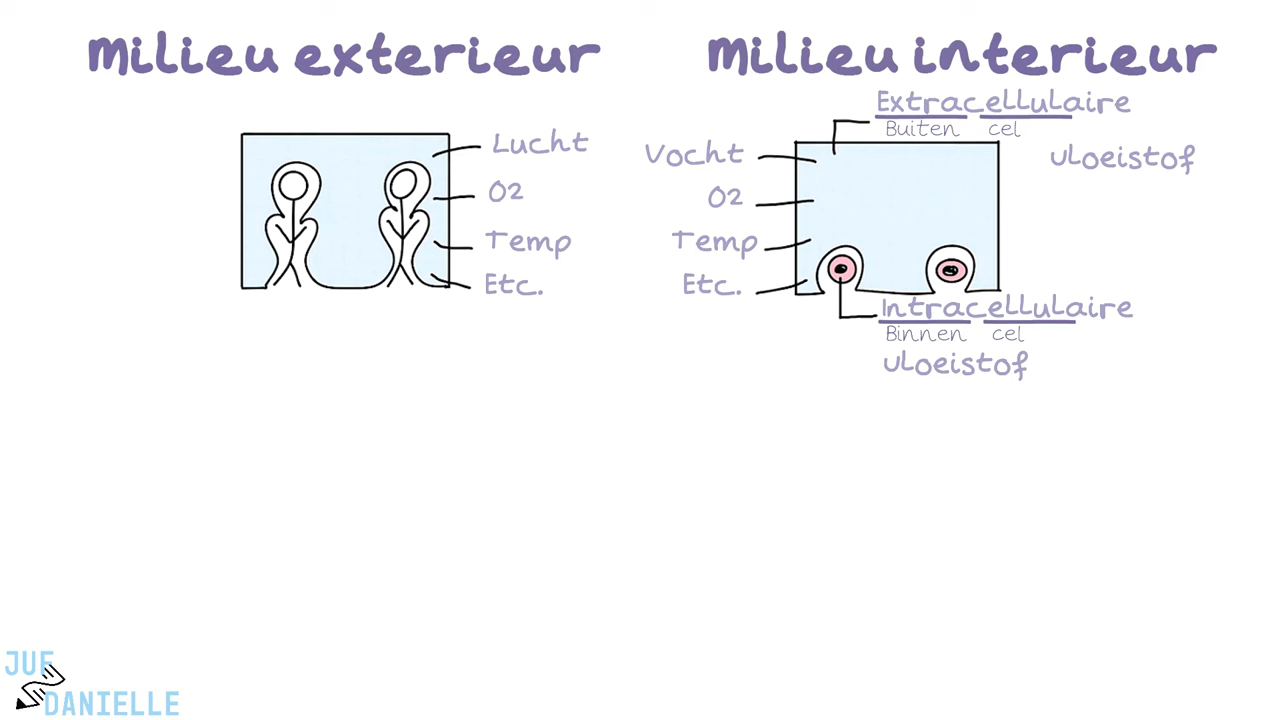 Milieu exterieur
Lucht
O2
Temp
Etc.
Milieu interieur
Extracellulaire
Buiten cel
vloeistof
Vocht
O2
Temp
Etc.
Intracellulaire
Binnen cel
vloeistof
JUF
DANIELLE